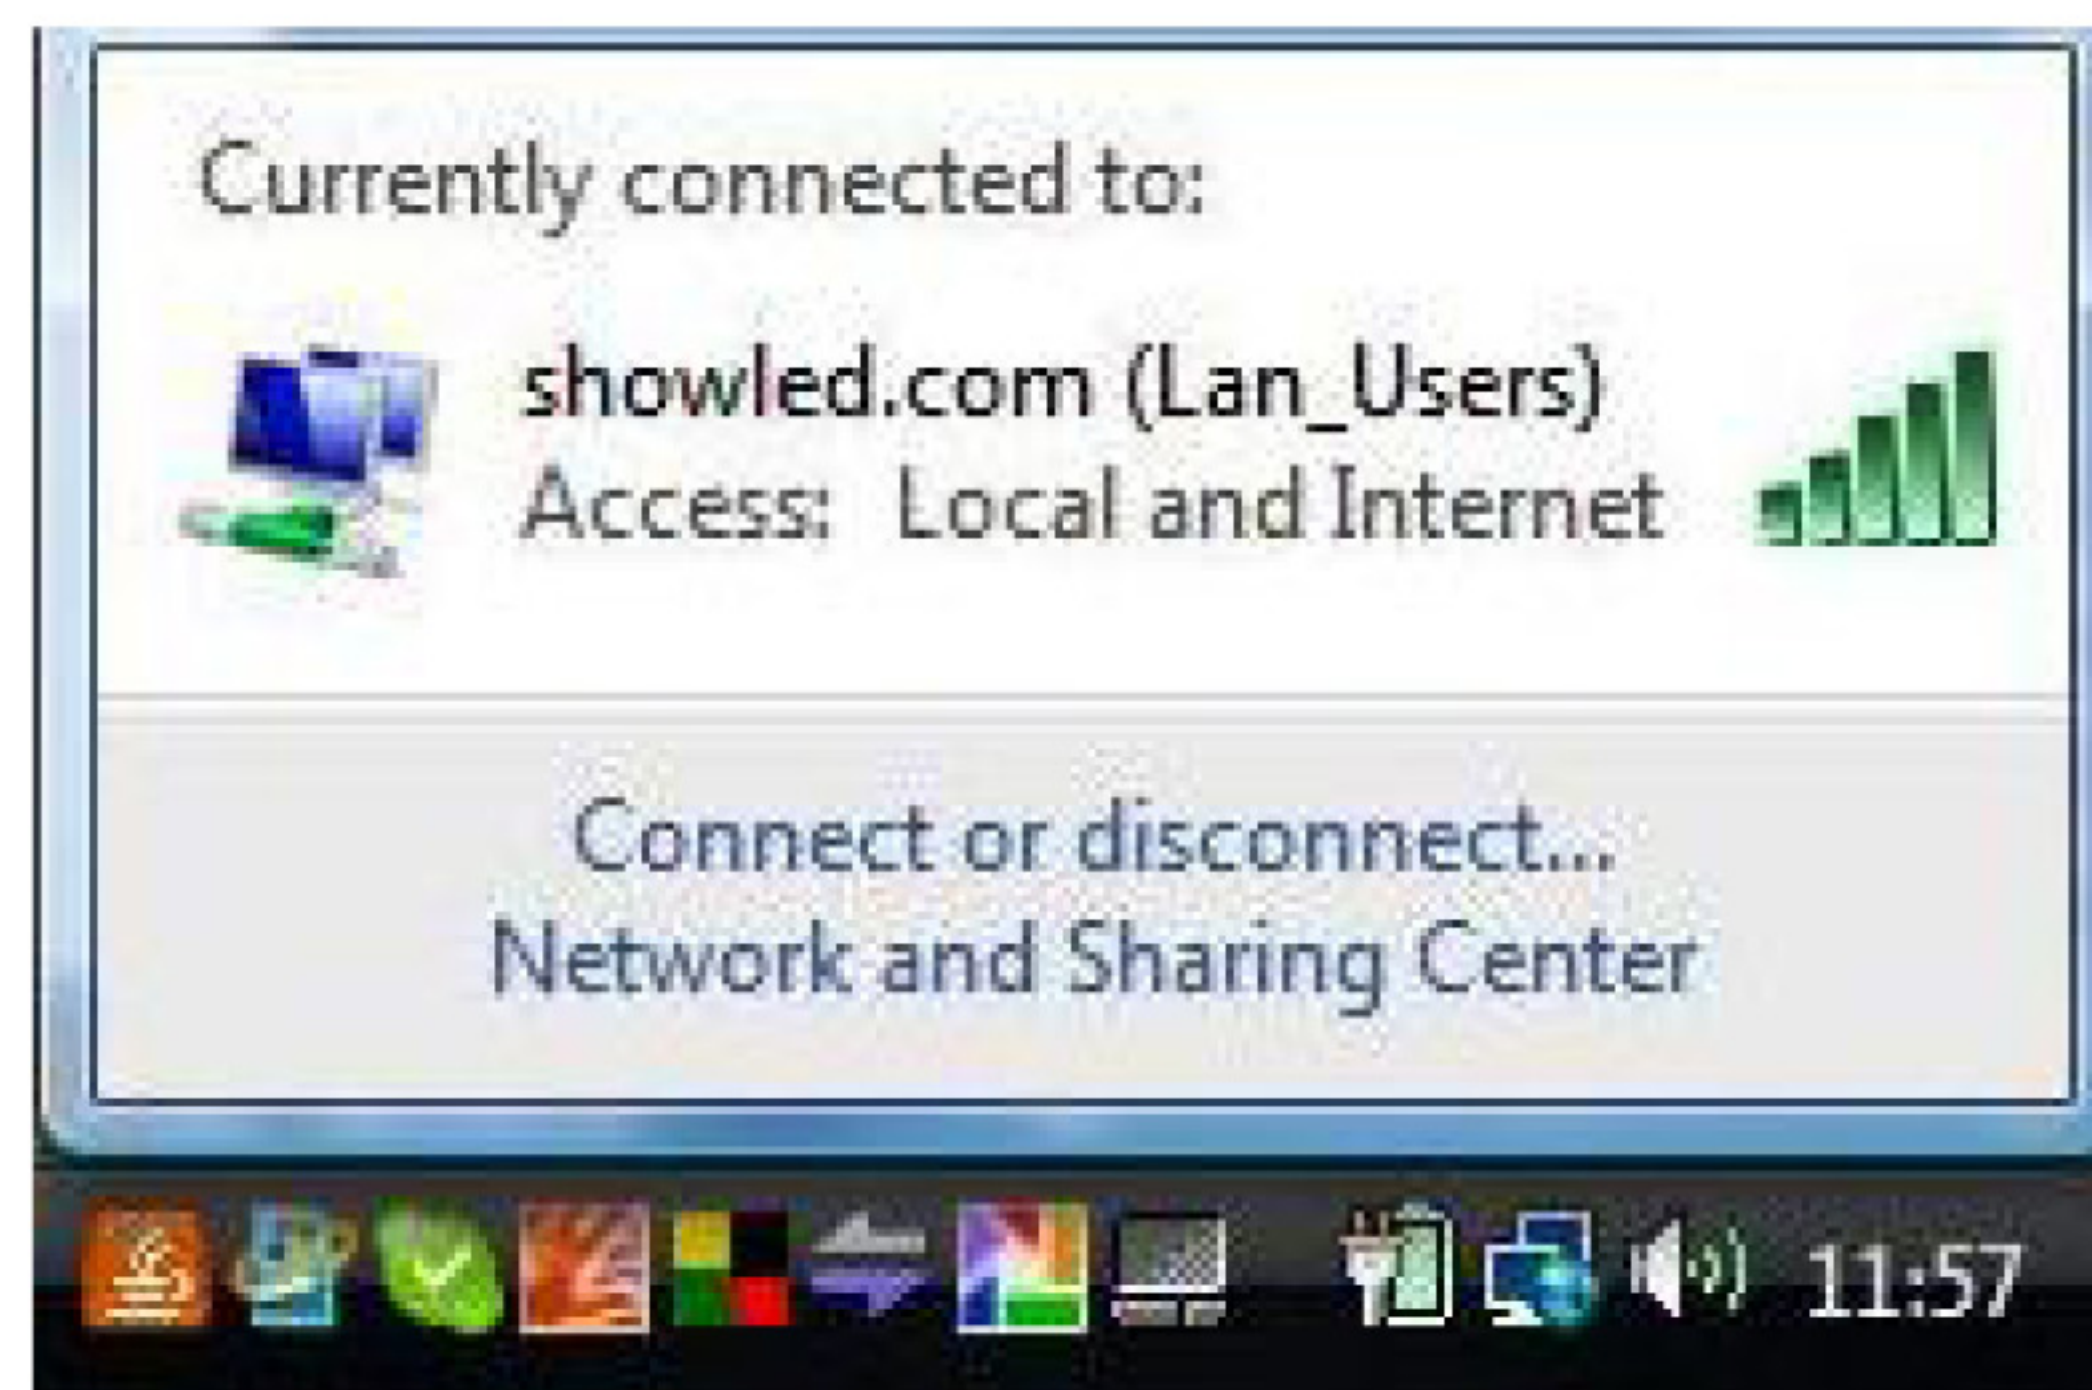 Currently connected to:
showled.com (Lan_Users)
Access: Local and Internet
Connect or disconnect...
Network and Sharing Center
11:57